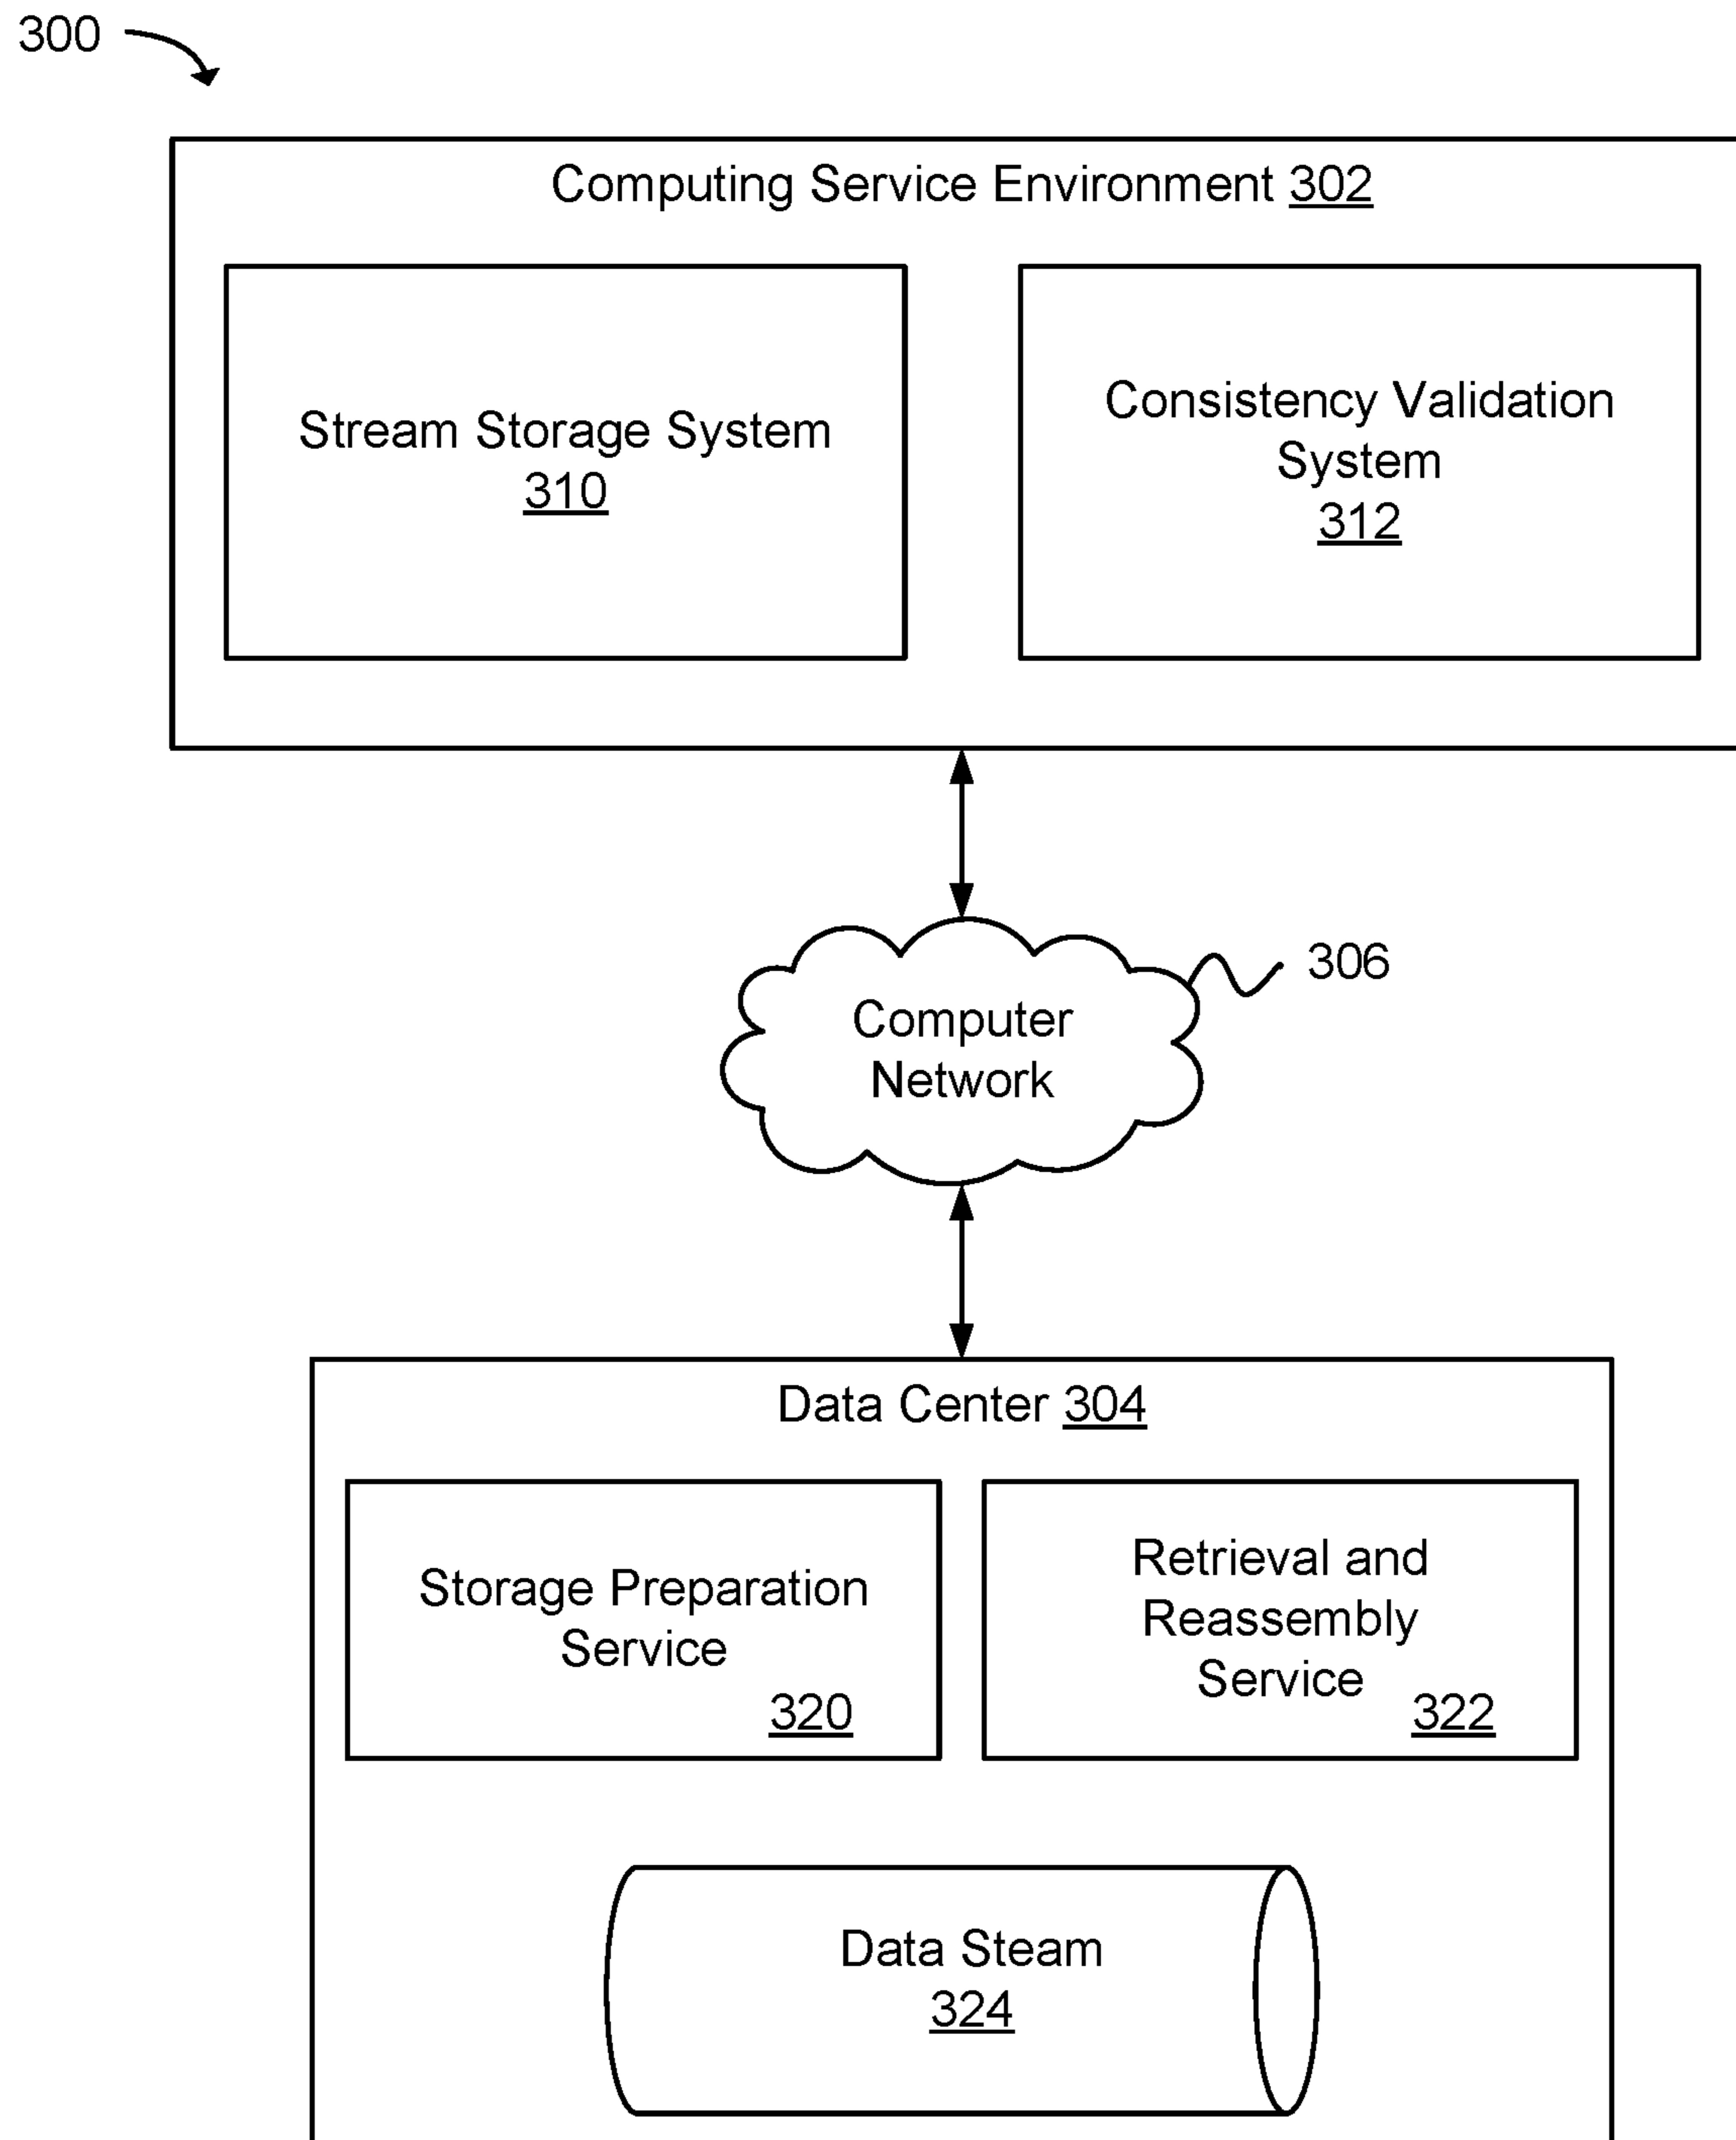 300
Computing Service Environment 302
Stream Storage System
310
Consistency Validation
System
312
306
Computer
Network
Data Center 304
Storage Preparation
Service
320
Retrieval and
Reassembly
Service
322
Data Steam
324